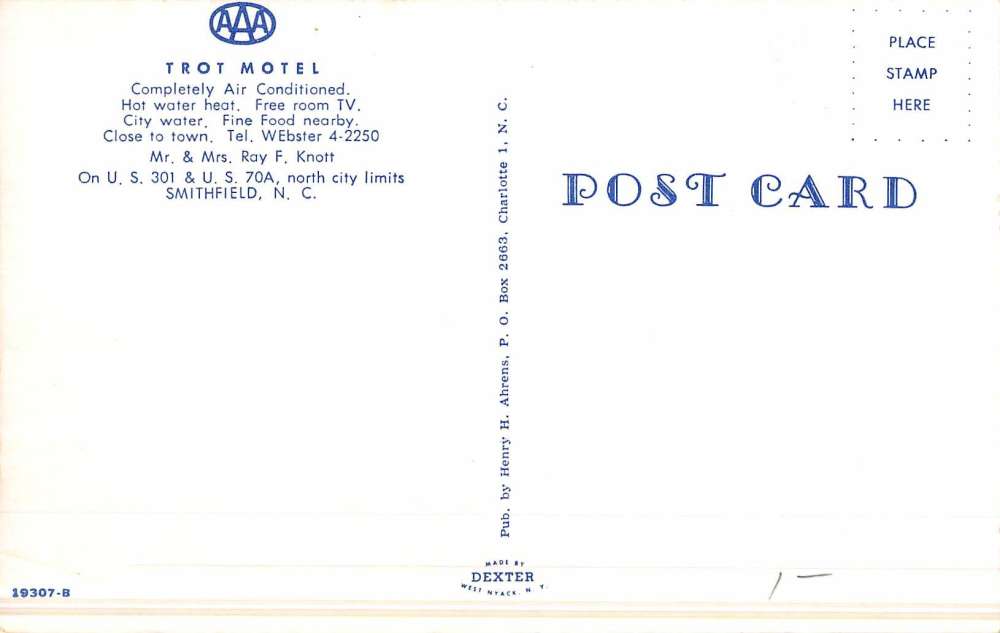 AAA
TROT MOTEL
Completely Air Conditioned.
Hot water heat. Free room TV.
City water. Fine Food nearby.
Close to town. Tel. WEbster 4-2250
Mr. & Mrs. Ray F. Knott
On U. S. 301 & U. S. 70A, north city limits
SMITHFIELD, N. C.
PLACE
STAMP
HERE
POST CARD
Pub. by Henry H. Ahrens, P. O. Box 2663, Charlotte 1, N. C.
MADE BY
DEXTER
WEST NYACK, N. Y.
19307-B
1 —